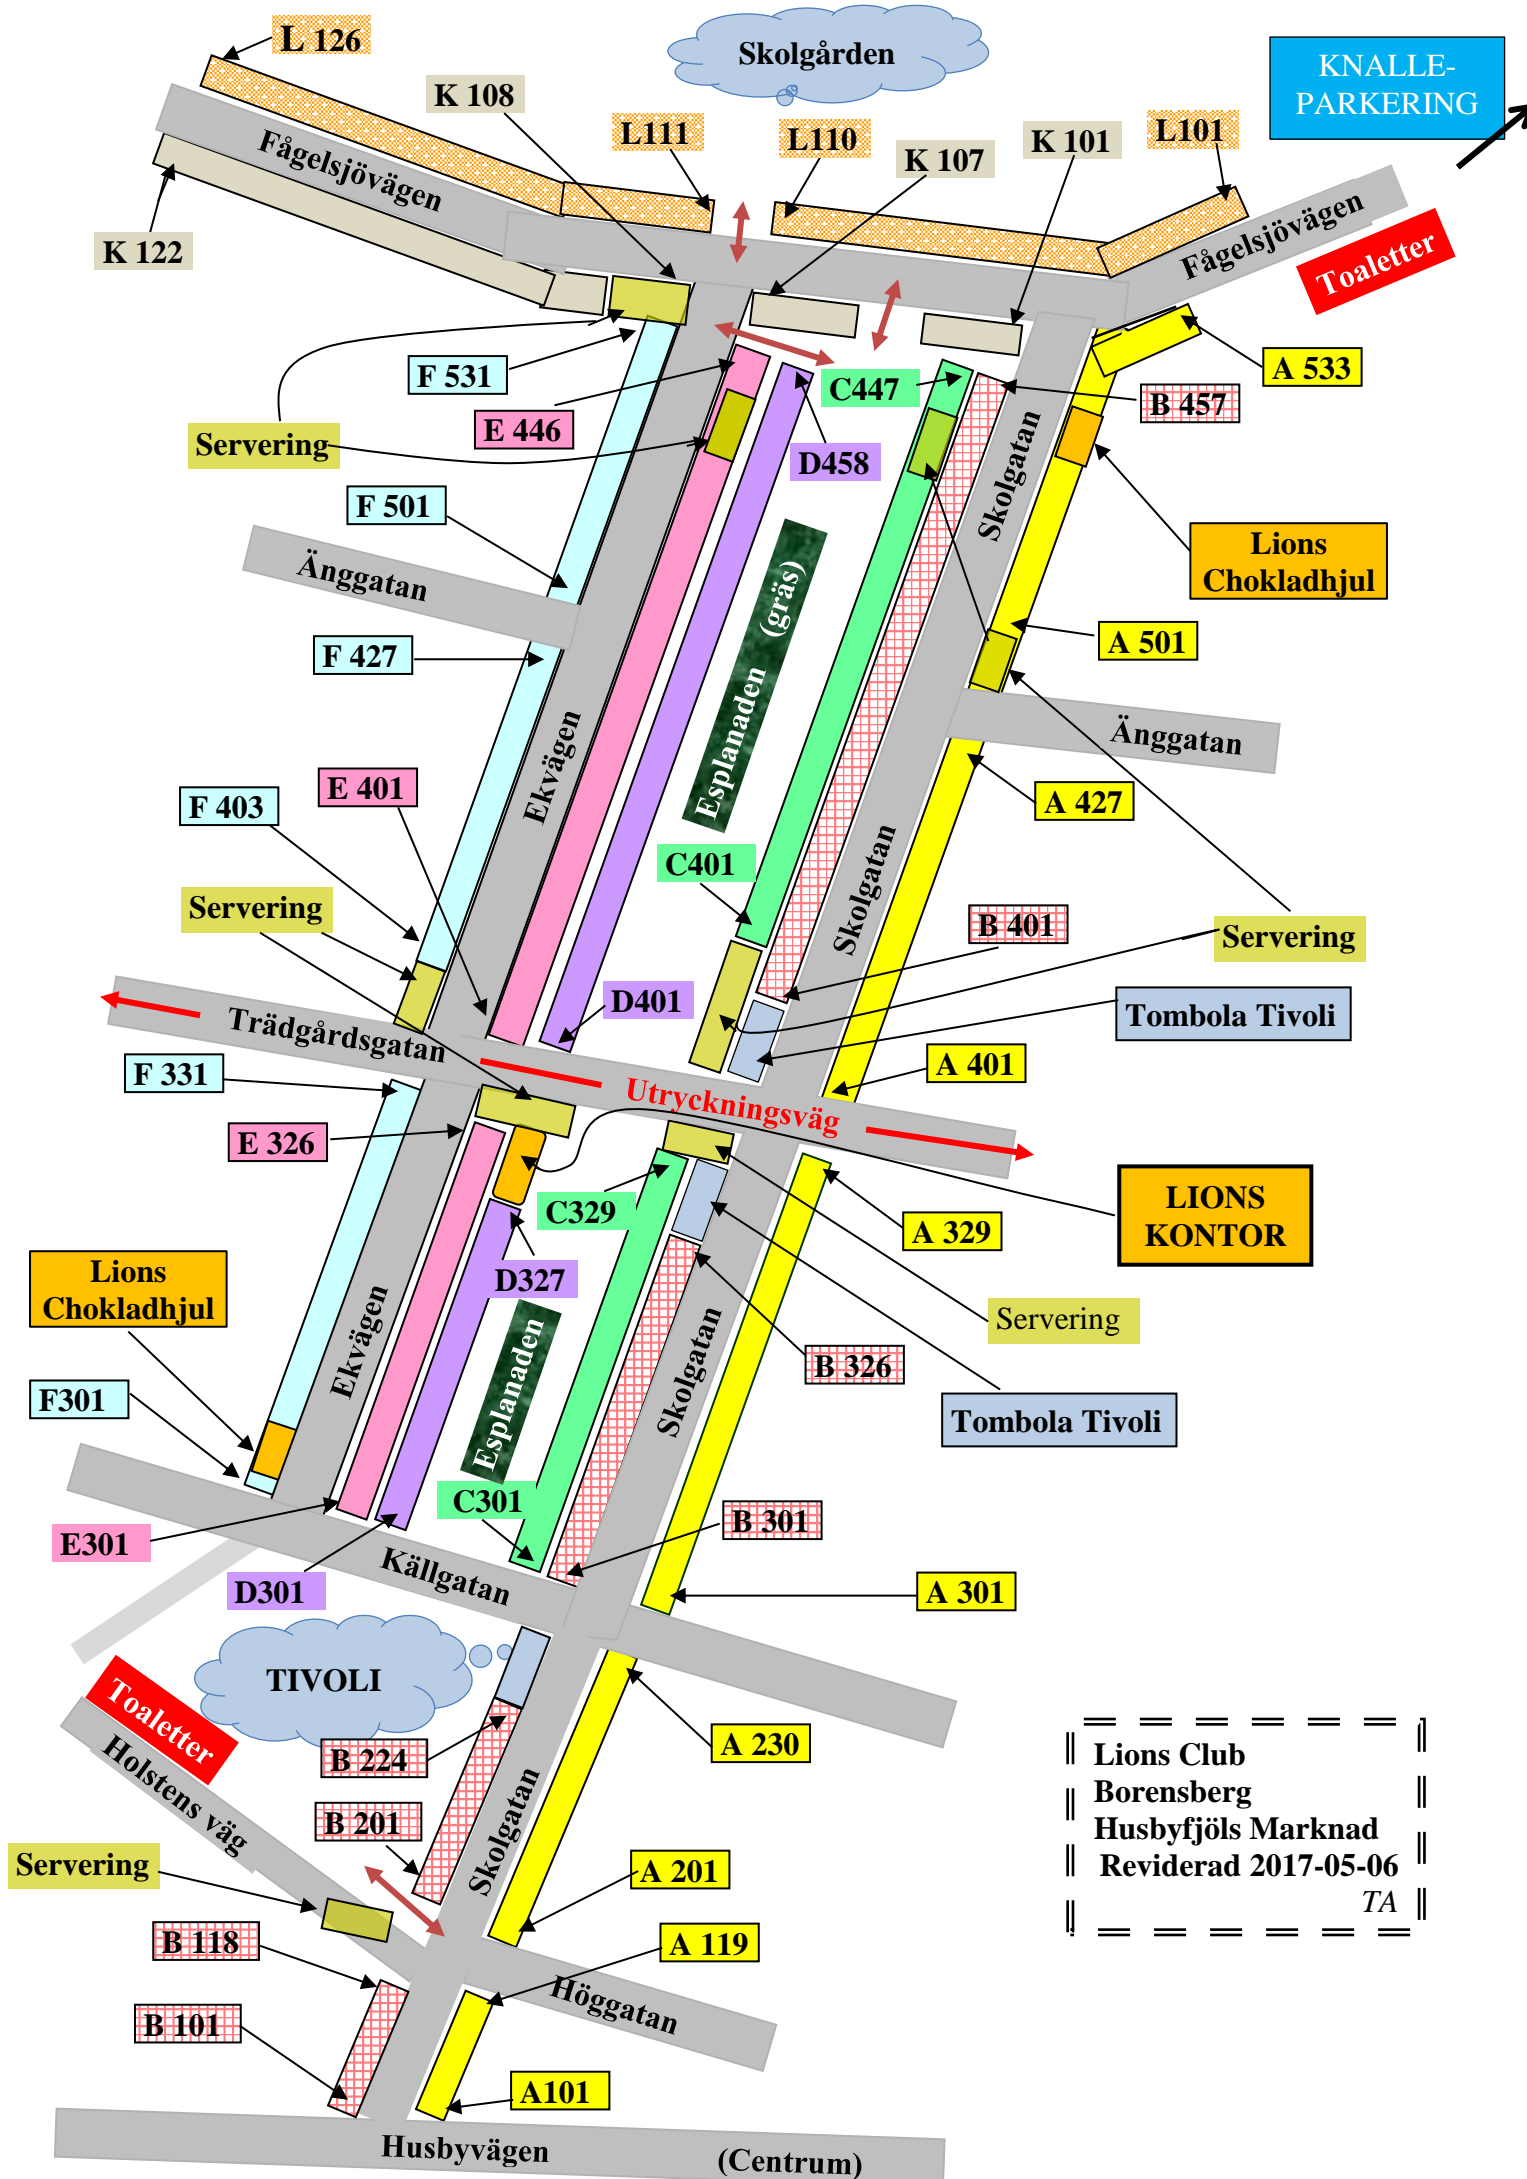 L 126
Skolgården
KNALLE-
PARKERING
K 108
L111
L110
K 107
K 101
L101
Fågelsjövägen
K 122
Fågelsjövägen
Toaletter
F 531
E 446
C447
B 457
A 533
Servering
D458
F 501
Skolgatan
Lions
Chokladhjul
Änggatan
Esplanaden (gräs)
F 427
A 501
Änggatan
E 401
Ekvägen
A 427
F 403
C401
Skolgatan
Servering
B 401
Servering
D401
Tombola Tivoli
Trädgårdsgatan
F 331
A 401
Utryckningsväg
E 326
C329
A 329
LIONS
KONTOR
D327
Lions
Chokladhjul
Ekvägen
Esplanaden
Skolgatan
Servering
B 326
F301
Tombola Tivoli
C301
B 301
E301
Källgatan
D301
A 301
TIVOLI
Toaletter
B 224
A 230
Holstens väg
B 201
Skolgatan
Servering
A 201
B 118
A 119
Höggatan
B 101
A101
Husbyvägen (Centrum)
Lions Club
Borensberg
Husbyfjöls Marknad
Reviderad 2017-05-06
TA